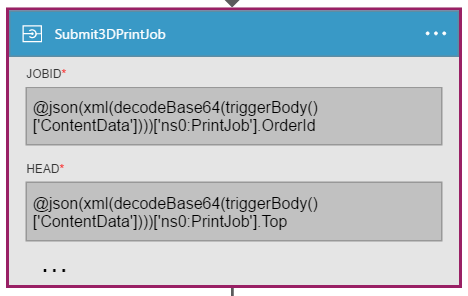 Submit3DPrintJob
...
JOBID*
@json(xml(decodeBase64(triggerBody()
['ContentData'])))['ns0:PrintJob'].OrderId
HEAD*
@json(xml(decodeBase64(triggerBody()
['ContentData'])))['ns0:PrintJob'].Top
...